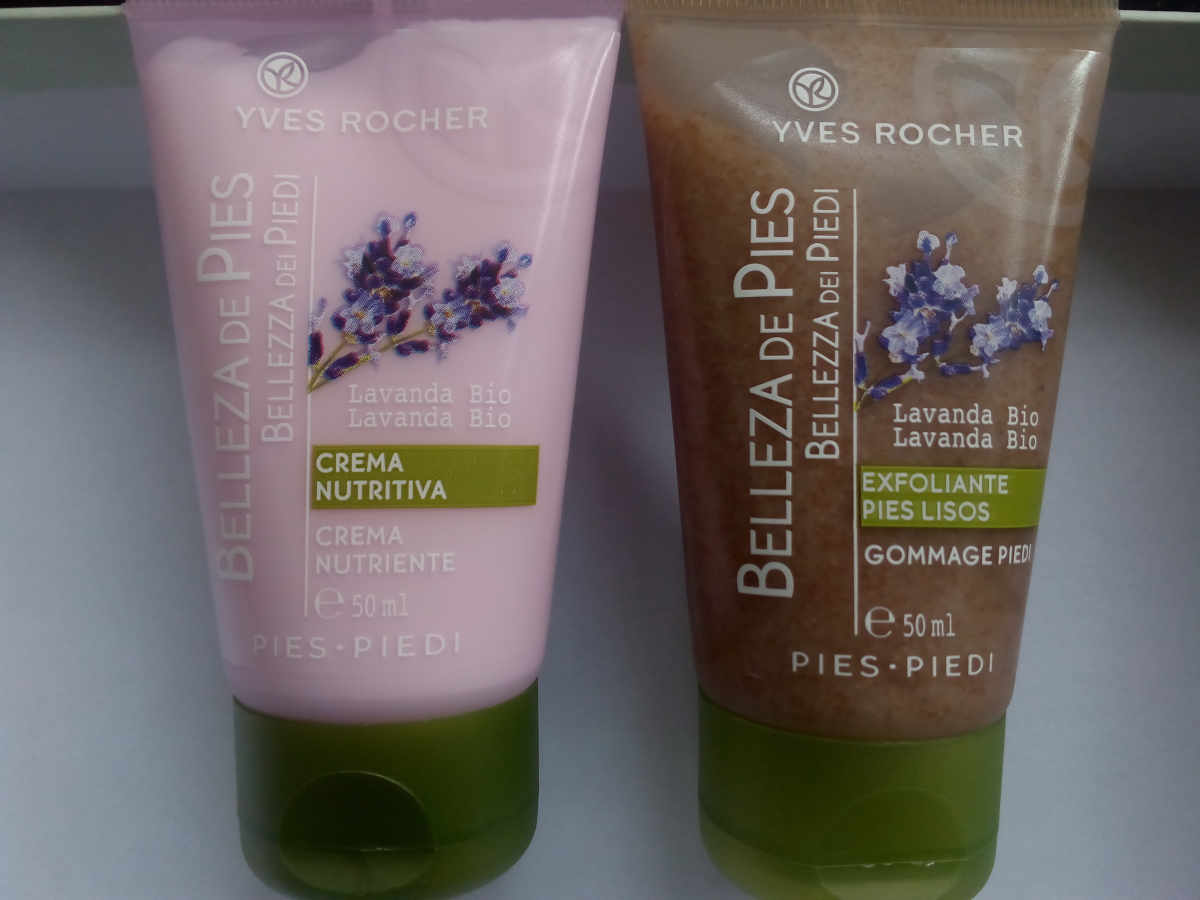 YVES ROCHER
BELLEZA DE PIES
BELLEZZA DEI PIEDI
Lavanda Bio
Lavanda Bio
CREMA
NUTRITIVA
CREMA
NUTRIENTE
℮ 50 ml
PIES · PIEDI
YVES ROCHER
BELLEZA DE PIES
BELLEZZA DEI PIEDI
Lavanda Bio
Lavanda Bio
EXFOLIANTE
PIES LISOS
GOMMAGE PIEDI
℮ 50 ml
PIES · PIEDI